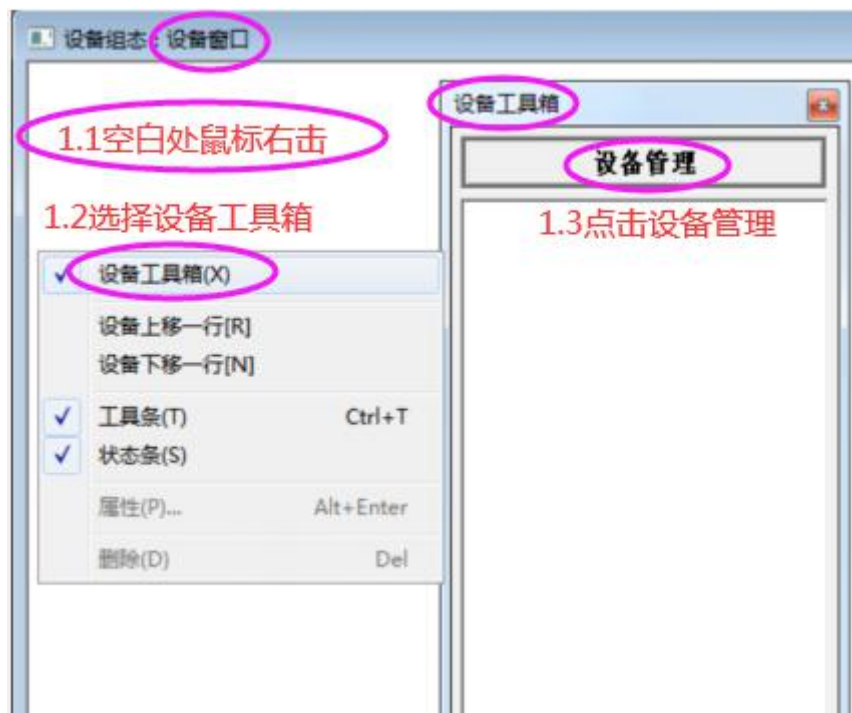 设备组态：设备窗口
设备工具箱
1.1空白处鼠标右击
设备管理
1.2选择设备工具箱
1.3点击设备管理
设备工具箱(X)
设备上移一行[R]
设备下移一行[N]
工具条(T) Ctrl+T
状态条(S)
属性(P)... Alt+Enter
删除(D) Del